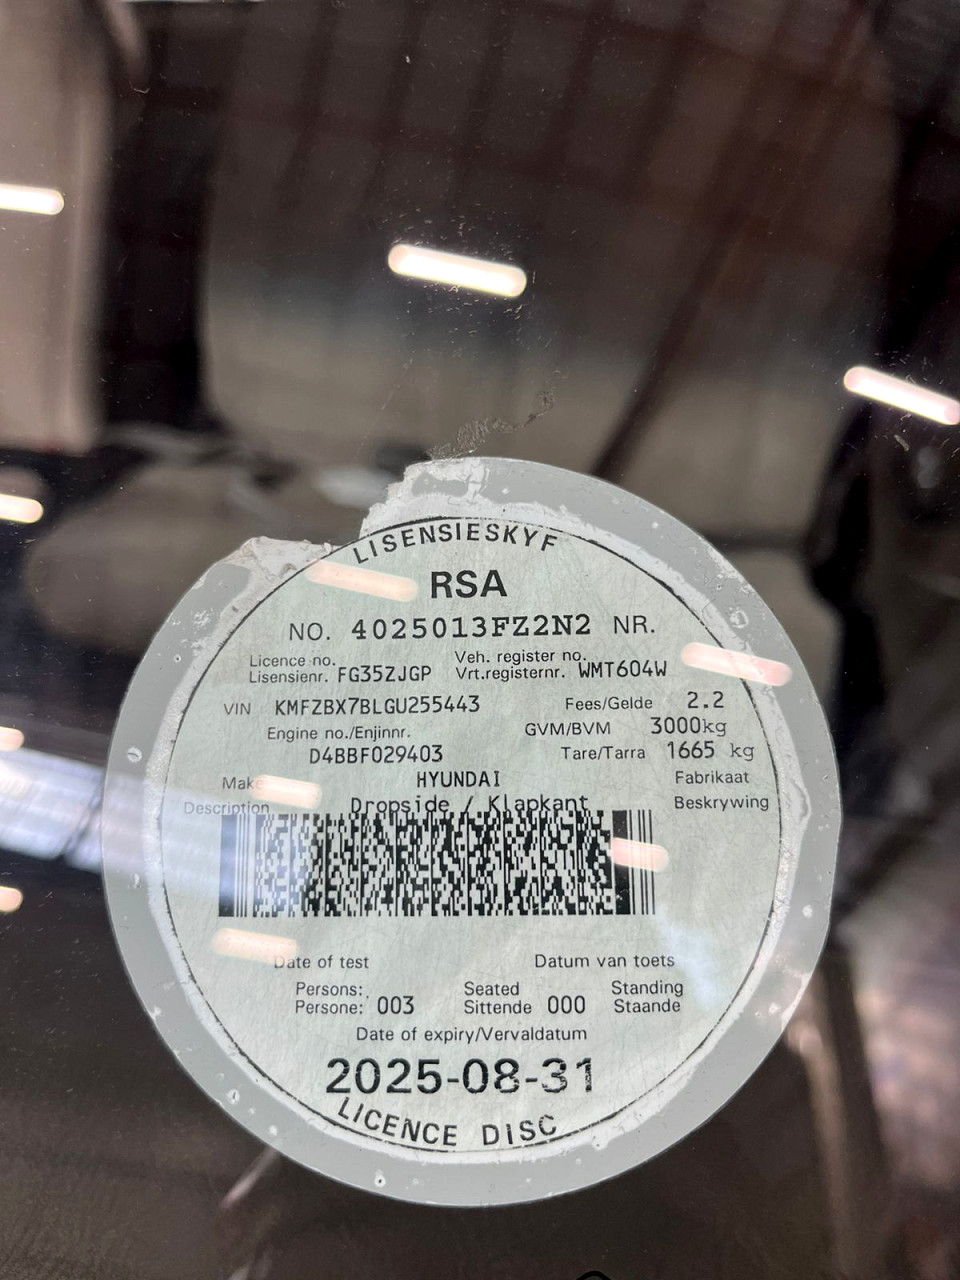 LISENSIESKYF
RSA
NO. 4025013FZ2N2 NR.
Licence no. Veh. register no.
Lisensienr. FG35ZJGP Vrt.registernr. WMT604W
VIN KMFZBX7BLGU255443 Fees/Gelde 2.2
Engine no./Enjinnr. GVM/BVM 3000kg
D4BBF029403 Tare/Tarra 1665 kg
Make HYUNDAI Fabrikaat
Description Dropside / Klapkant Beskrywing
Date of test Datum van toets
Persons: Seated Standing
Persone: 003 Sittende 000 Staande
Date of expiry/Vervaldatum
2025-08-31
LICENCE DISC